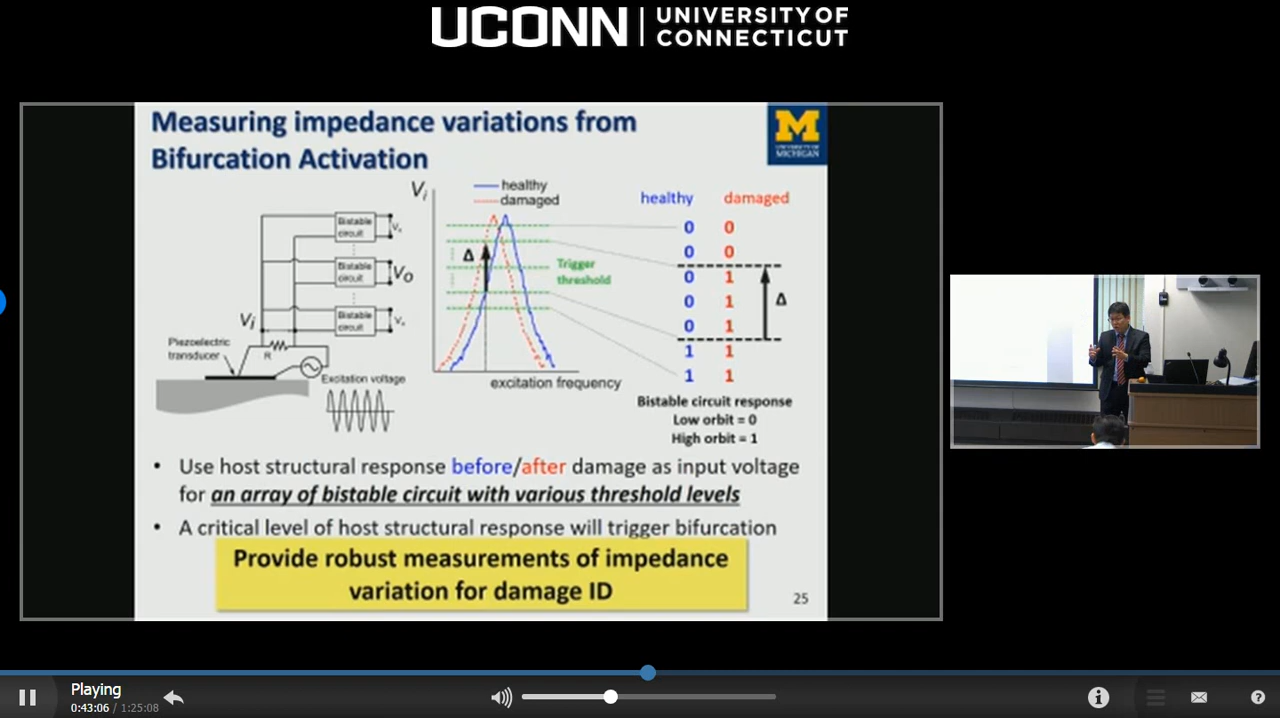 UCONN
UNIVERSITY OF
CONNECTICUT
Measuring impedance variations from
Bifurcation Activation
M
UNIVERSITY OF
MICHIGAN
Bistable
circuit
Vo
Bistable
circuit
Vo
Bistable
circuit
Vo
Vi
Piezoelectric
transducer
R
Excitation voltage
Vi
healthy
damaged
Δ
Trigger
threshold
excitation frequency
healthy damaged
0 0
0 0
0 1
0 1
0 1
1 1
1 1
Δ
Bistable circuit response
Low orbit = 0
High orbit = 1
• Use host structural response before/after damage as input voltage
for an array of bistable circuit with various threshold levels
• A critical level of host structural response will trigger bifurcation
Provide robust measurements of impedance
variation for damage ID
25
Playing
0:43:06 / 1:25:08